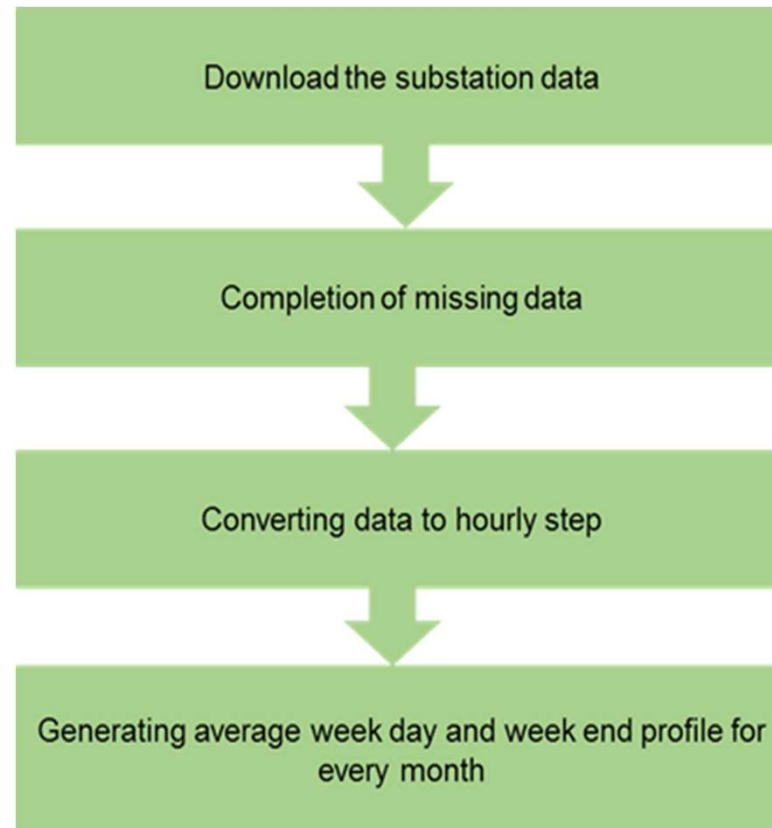 Download the substation data
Completion of missing data
Converting data to hourly step
Generating average week day and week end profile for
every month